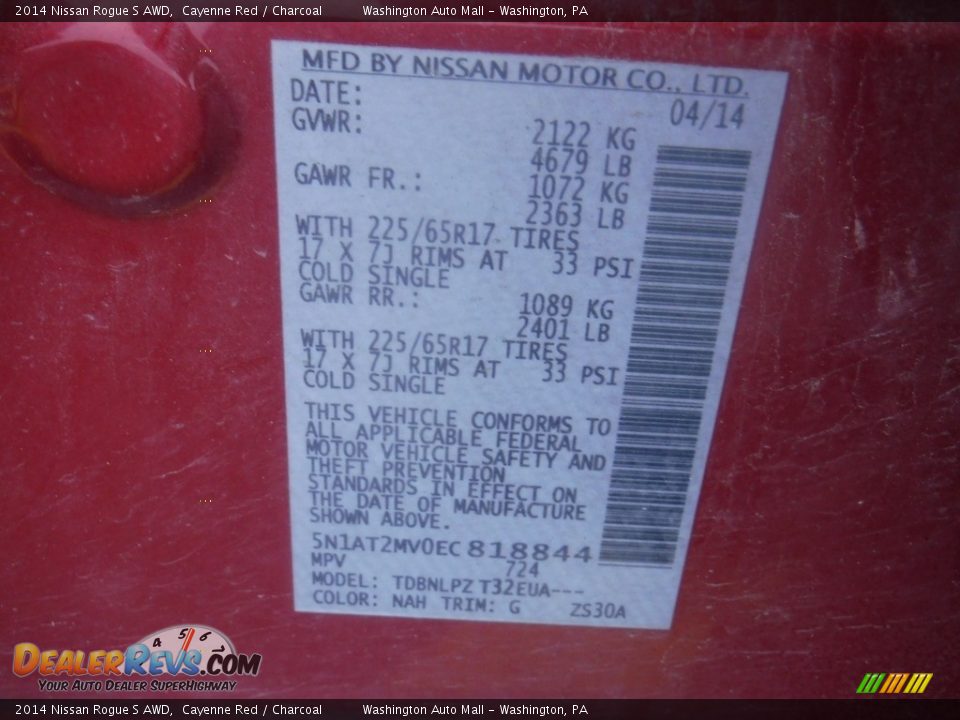 2014 Nissan Rogue S AWD, Cayenne Red / Charcoal Washington Auto Mall - Washington, PA
MFD BY NISSAN MOTOR CO., LTD.
DATE: 04/14
GVWR: 2122 KG
4679 LB
GAWR FR.: 1072 KG
2363 LB
WITH 225/65R17 TIRES
17 X 7J RIMS AT 33 PSI
COLD SINGLE
GAWR RR.: 1089 KG
2401 LB
WITH 225/65R17 TIRES
17 X 7J RIMS AT 33 PSI
COLD SINGLE
THIS VEHICLE CONFORMS TO
ALL APPLICABLE FEDERAL
MOTOR VEHICLE SAFETY AND
THEFT PREVENTION
STANDARDS IN EFFECT ON
THE DATE OF MANUFACTURE
SHOWN ABOVE.
5N1AT2MV0EC818844
MPV 724
MODEL: TDBNLPZ T32EUA---
COLOR: NAH TRIM: G ZS30A
4 5 6
DEALERREVS.COM
YOUR AUTO DEALER SUPERHIGHWAY
2014 Nissan Rogue S AWD, Cayenne Red / Charcoal Washington Auto Mall - Washington, PA